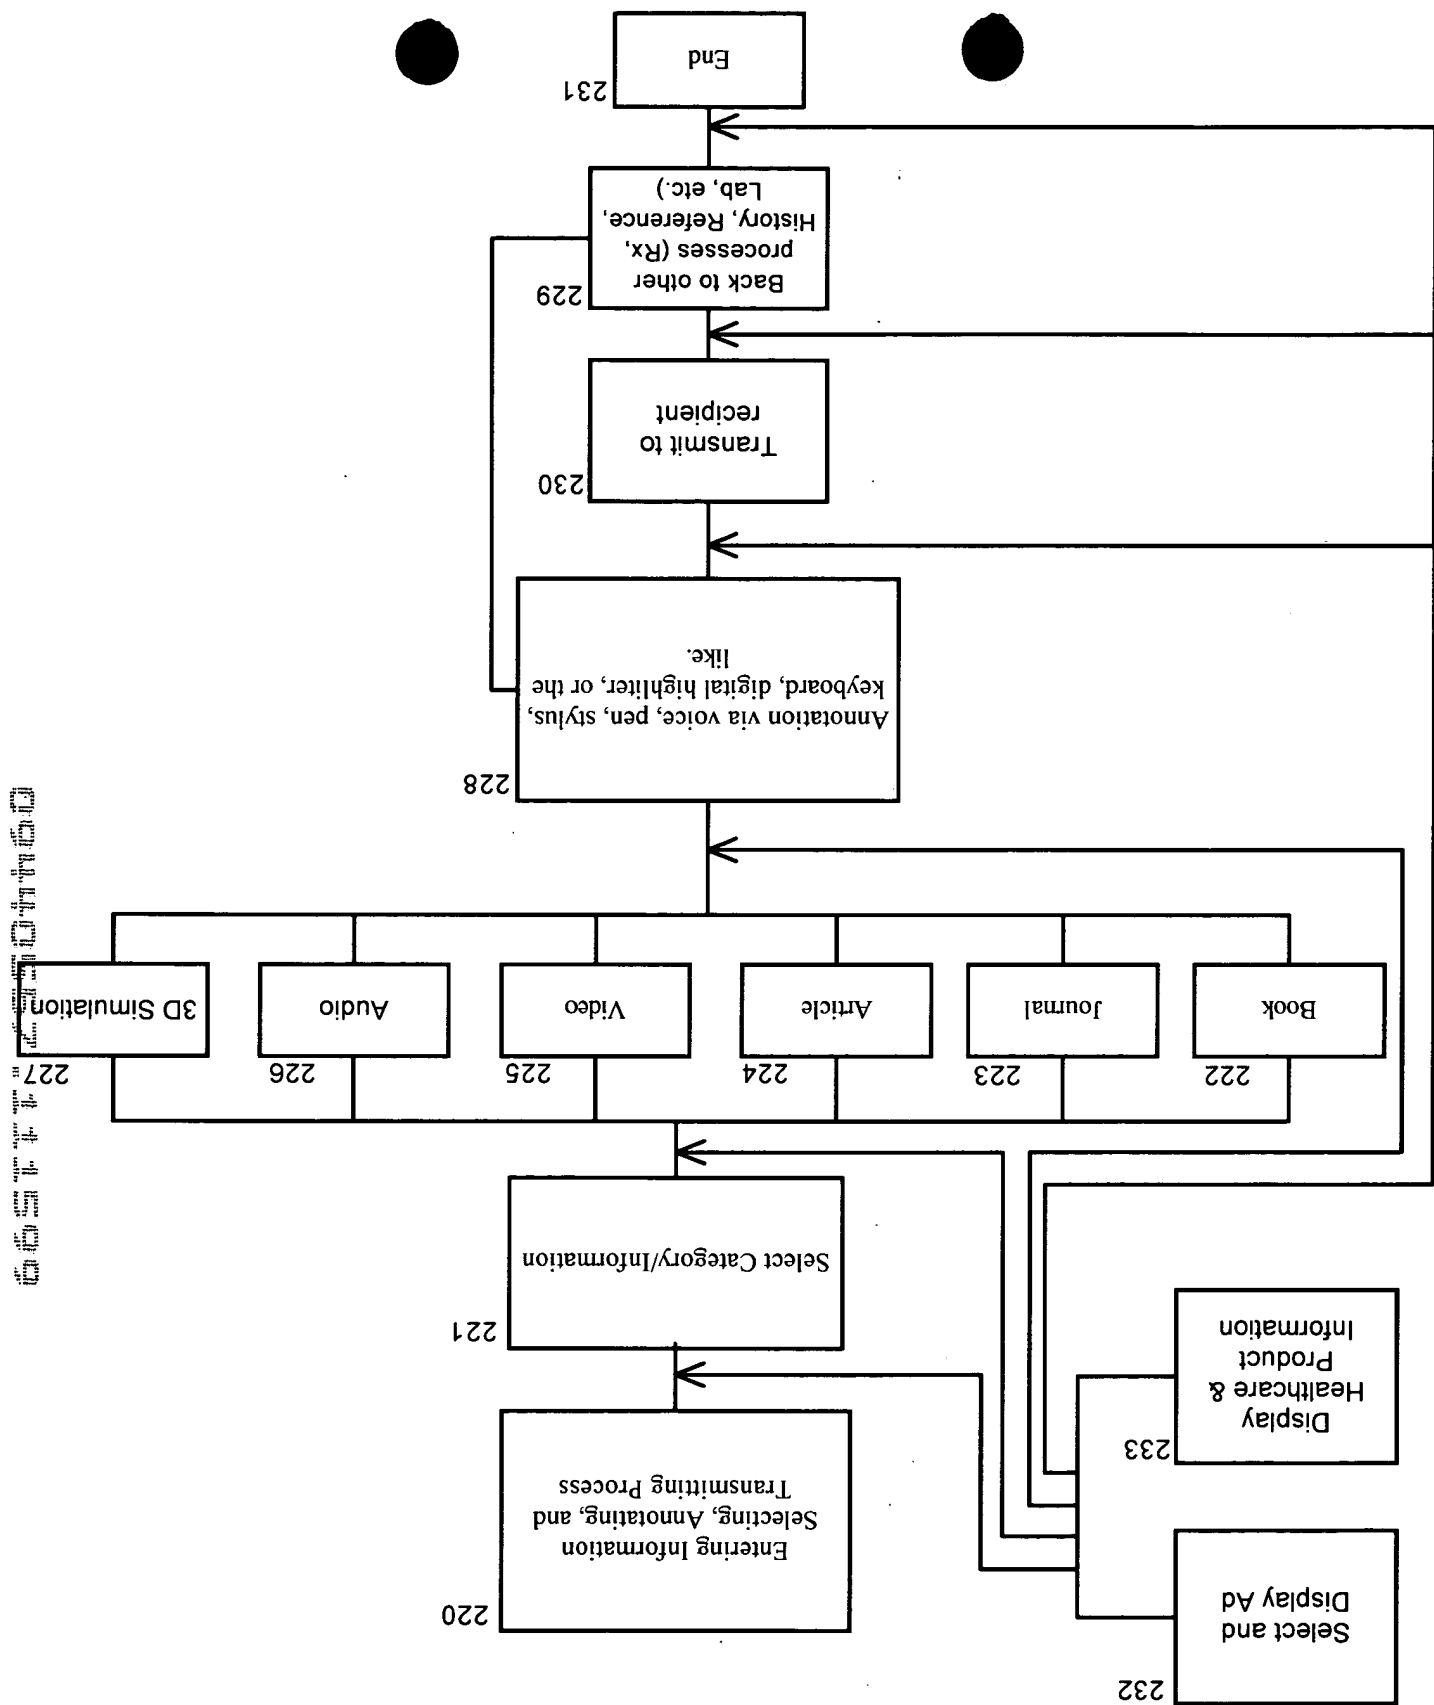 232
Select and
Display Ad
220
Entering Information
Selecting, Annotating, and
Transmitting Process
233
Display
Healthcare &
Product
Information
221
Select Category/Information
222
Book
223
Journal
224
Article
225
Video
226
Audio
227
3D Simulation
228
Annotation via voice, pen, stylus,
keyboard, digital highliter, or the
like.
230
Transmit to
recipient
229
Back to other
processes (Rx,
History, Reference,
Lab, etc.)
231
End